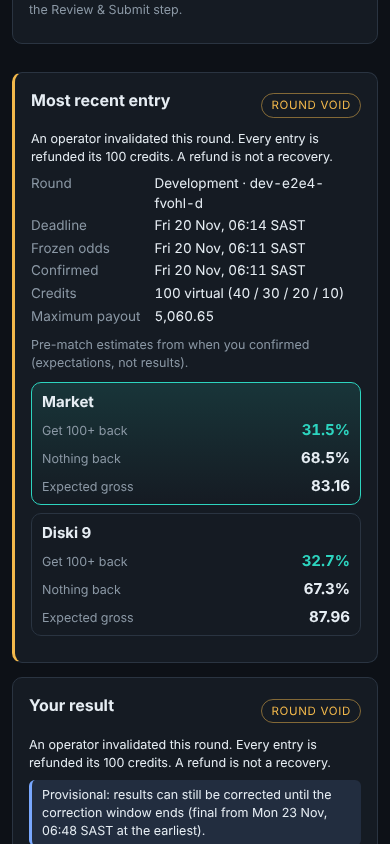 the Review & Submit step.
Most recent entry
ROUND VOID
An operator invalidated this round. Every entry is
refunded its 100 credits. A refund is not a recovery.
Round Development · dev-e2e4-
fvohl-d
Deadline Fri 20 Nov, 06:14 SAST
Frozen odds Fri 20 Nov, 06:11 SAST
Confirmed Fri 20 Nov, 06:11 SAST
Credits 100 virtual (40 / 30 / 20 / 10)
Maximum payout 5,060.65
Pre-match estimates from when you confirmed
(expectations, not results).
Market
Get 100+ back 31.5%
Nothing back 68.5%
Expected gross 83.16
Diski 9
Get 100+ back 32.7%
Nothing back 67.3%
Expected gross 87.96
Your result
ROUND VOID
An operator invalidated this round. Every entry is
refunded its 100 credits. A refund is not a recovery.
Provisional: results can still be corrected until the
correction window ends (final from Mon 23 Nov,
06:48 SAST at the earliest).